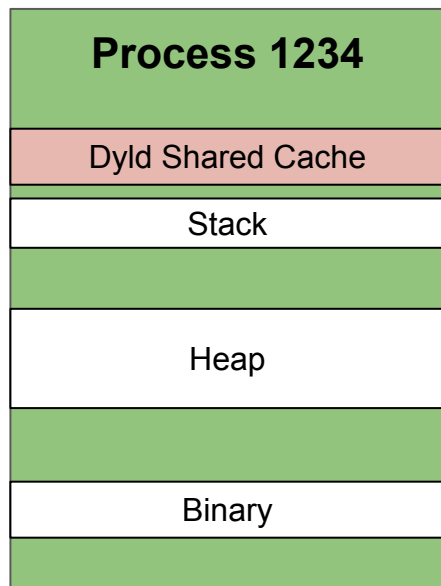 Process 1234
Dyld Shared Cache
Stack
Heap
Binary